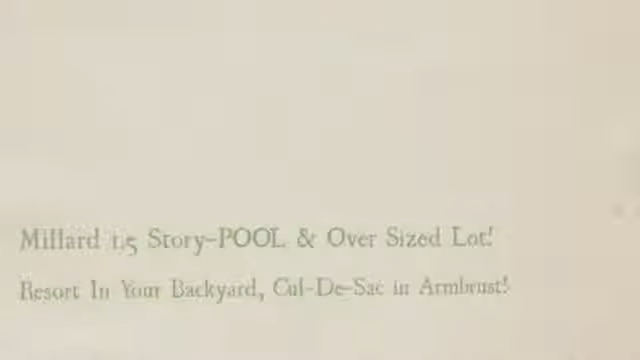 Millard 1.5 Story-POOL & Over Sized Lot!
Resort In Your Backyard, Cul-De-Sac in Armbrust!